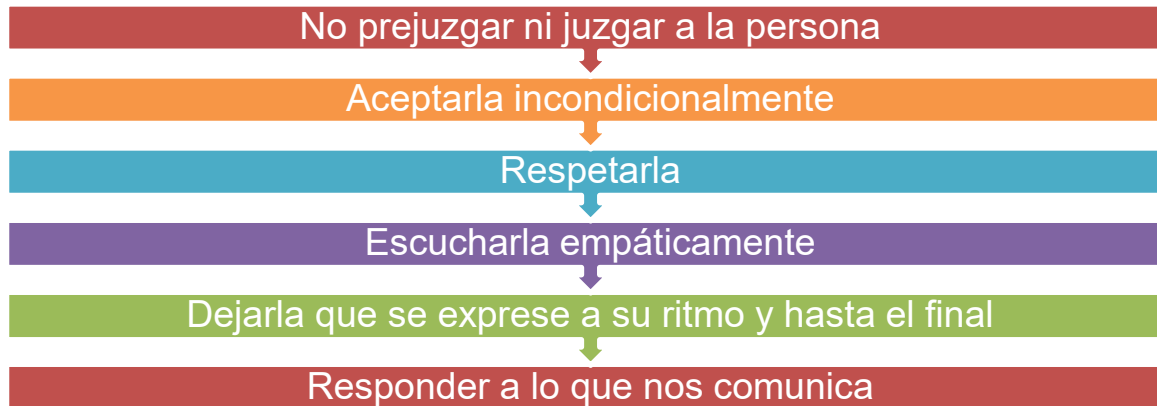 No prejuzgar ni juzgar a la persona
Aceptarla incondicionalmente
Respetarla
Escucharla empáticamente
Dejarla que se exprese a su ritmo y hasta el final
Responder a lo que nos comunica